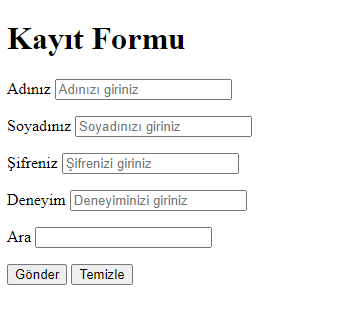 Kayıt Formu
Adınız Adınızı giriniz
Soyadınız Soyadınızı giriniz
Şifreniz Şifrenizi giriniz
Deneyim Deneyiminizi giriniz
Ara
Gönder Temizle